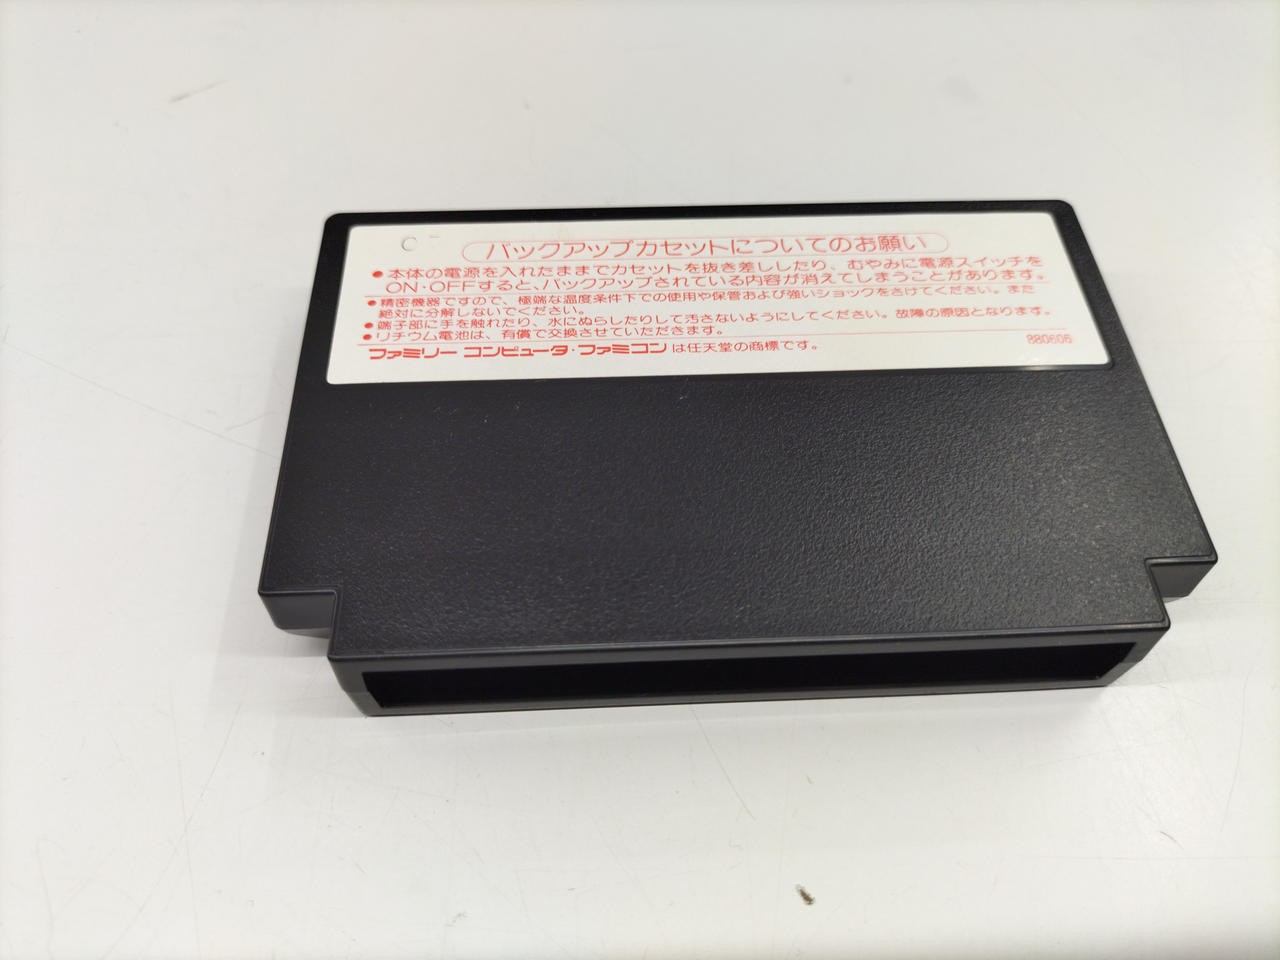 バックアップカセットについてのお願い
●本体の電源を入れたままでカセットを抜き差ししたり、むやみに電源スイッチを
ON・OFFすると、バックアップされている内容が消えてしまうことがあります。
●精密機器ですので、極端な温度条件下での使用や保管および強いショックをさけてください。また
絶対に分解しないでください。
●端子部に手を触れたり、水にぬらしたりして汚さないようにしてください。故障の原因となります。
●リチウム電池は、有償で交換させていただきます。
ファミリー コンピュータ・ファミコン は任天堂の商標です。
880606